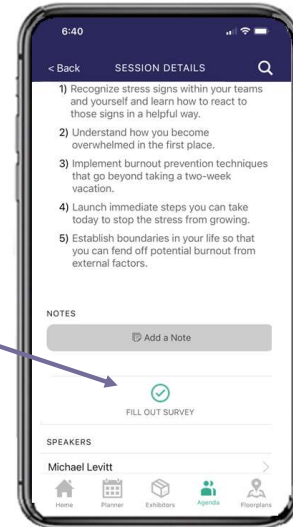 6:40
< Back SESSION DETAILS
1) Recognize stress signs within your teams
and yourself and learn how to react to
those signs in a helpful way.
2) Understand how you become
overwhelmed in the first place.
3) Implement burnout prevention techniques
that go beyond taking a two-week
vacation.
4) Launch immediate steps you can take
today to stop the stress from growing.
5) Establish boundaries in your life so that
you can fend off potential burnout from
external factors.
NOTES
Add a Note
FILL OUT SURVEY
SPEAKERS
Michael Levitt
Home Planner Exhibitors Agenda Floorplans